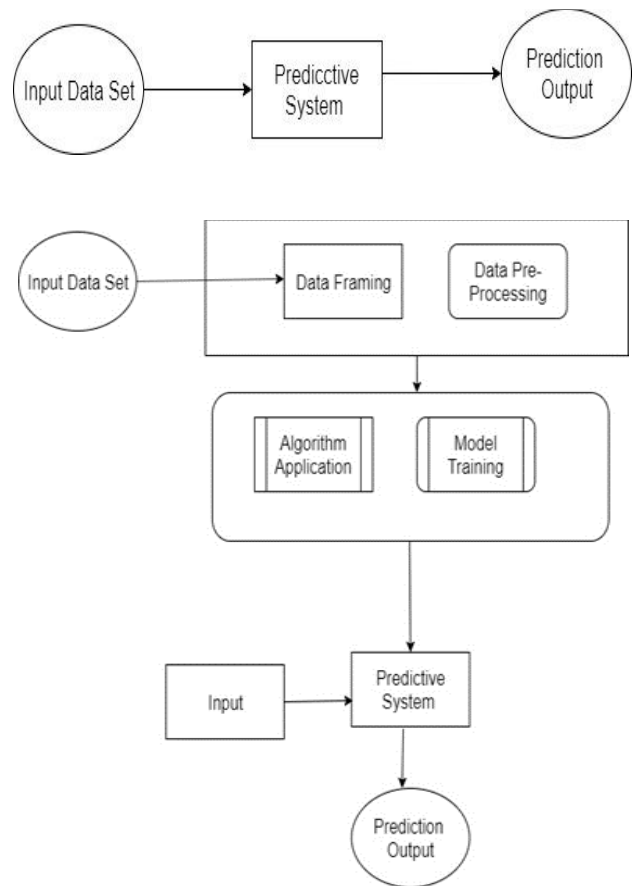 Input Data Set
Predicctive
System
Prediction
Output
Input Data Set
Data Framing
Data Pre-
Processing
Algorithm
Application
Model
Training
Input
Predictive
System
Prediction
Output